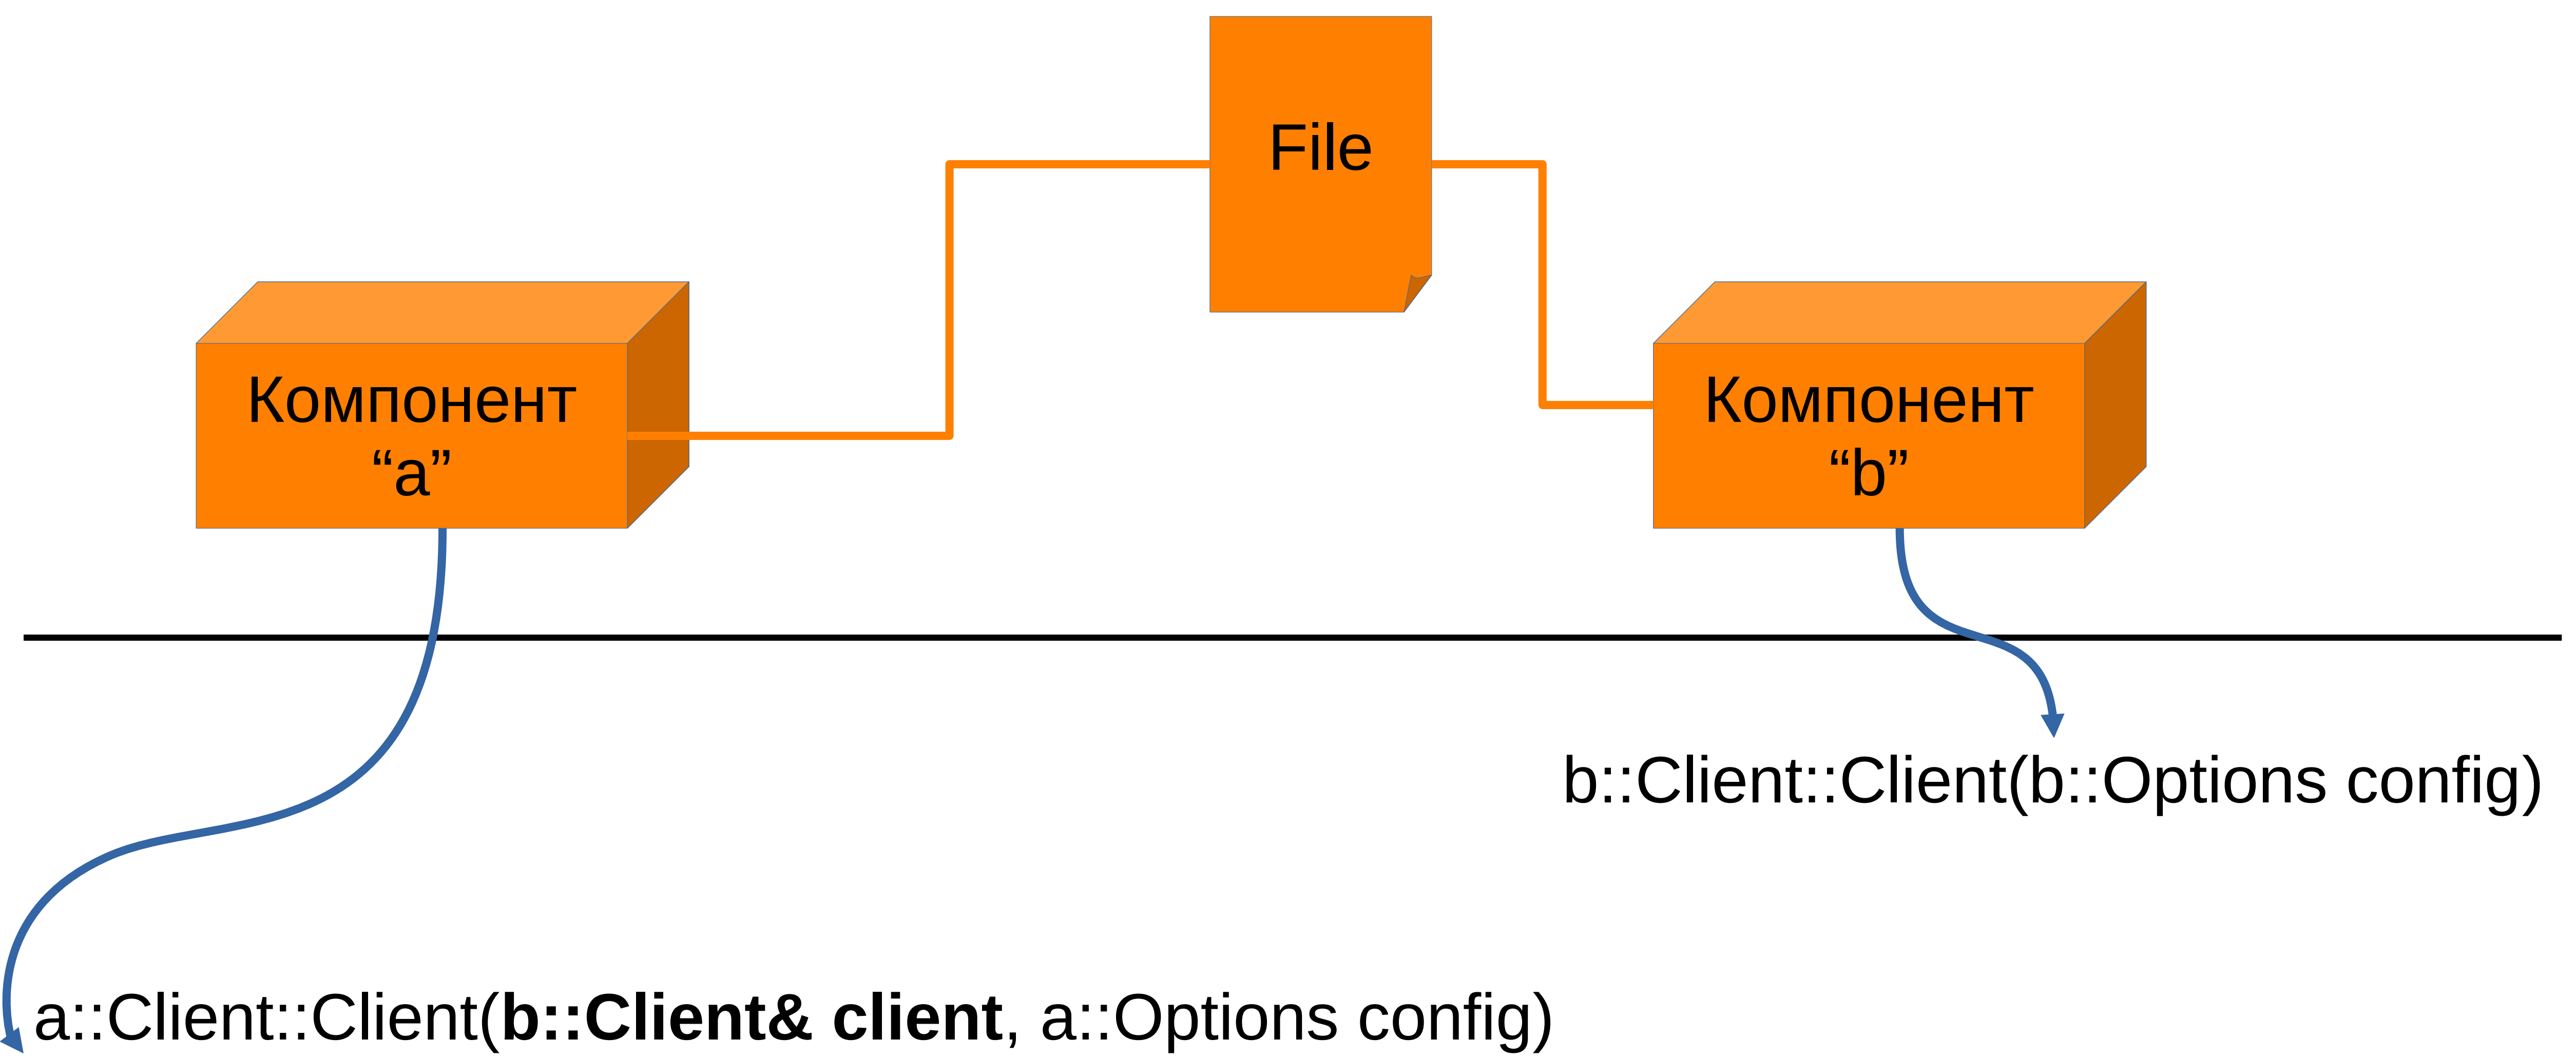 File
Компонент
“a”
Компонент
“b”
b::Client::Client(b::Options config)
a::Client::Client(b::Client& client, a::Options config)